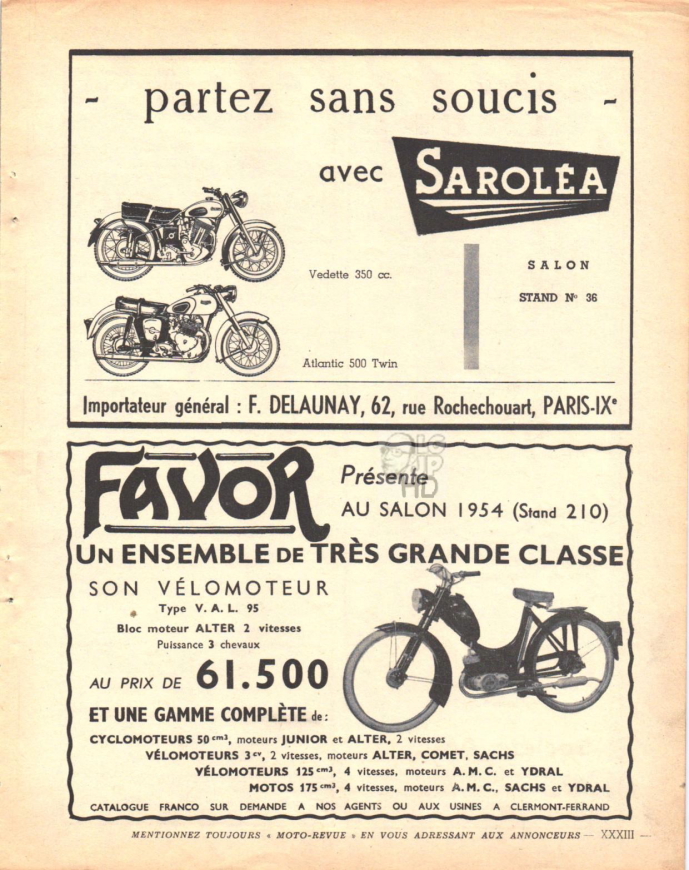 - partez sans soucis -
avec SAROLÉA
Vedette 350 cc.
SALON
STAND No 36
Atlantic 500 Twin
Importateur général : F. DELAUNAY, 62, rue Rochechouart, PARIS-IXe
FAVOR
Présente
AU SALON 1954 (Stand 210)
UN ENSEMBLE DE TRÈS GRANDE CLASSE
SON VÉLOMOTEUR
Type V. A. L. 95
Bloc moteur ALTER 2 vitesses
Puissance 3 chevaux
AU PRIX DE 61.500
ET UNE GAMME COMPLÈTE de :
CYCLOMOTEURS 50 cm3, moteurs JUNIOR et ALTER, 2 vitesses
VÉLOMOTEURS 3 cv, 2 vitesses, moteurs ALTER, COMET, SACHS
VÉLOMOTEURS 125 cm3, 4 vitesses, moteurs A. M. C. et YDRAL
MOTOS 175 cm3, 4 vitesses, moteurs A. M. C., SACHS et YDRAL
CATALOGUE FRANCO SUR DEMANDE A NOS AGENTS OU AUX USINES A CLERMONT-FERRAND
MENTIONNEZ TOUJOURS « MOTO-REVUE » EN VOUS ADRESSANT AUX ANNONCEURS — XXXIII —